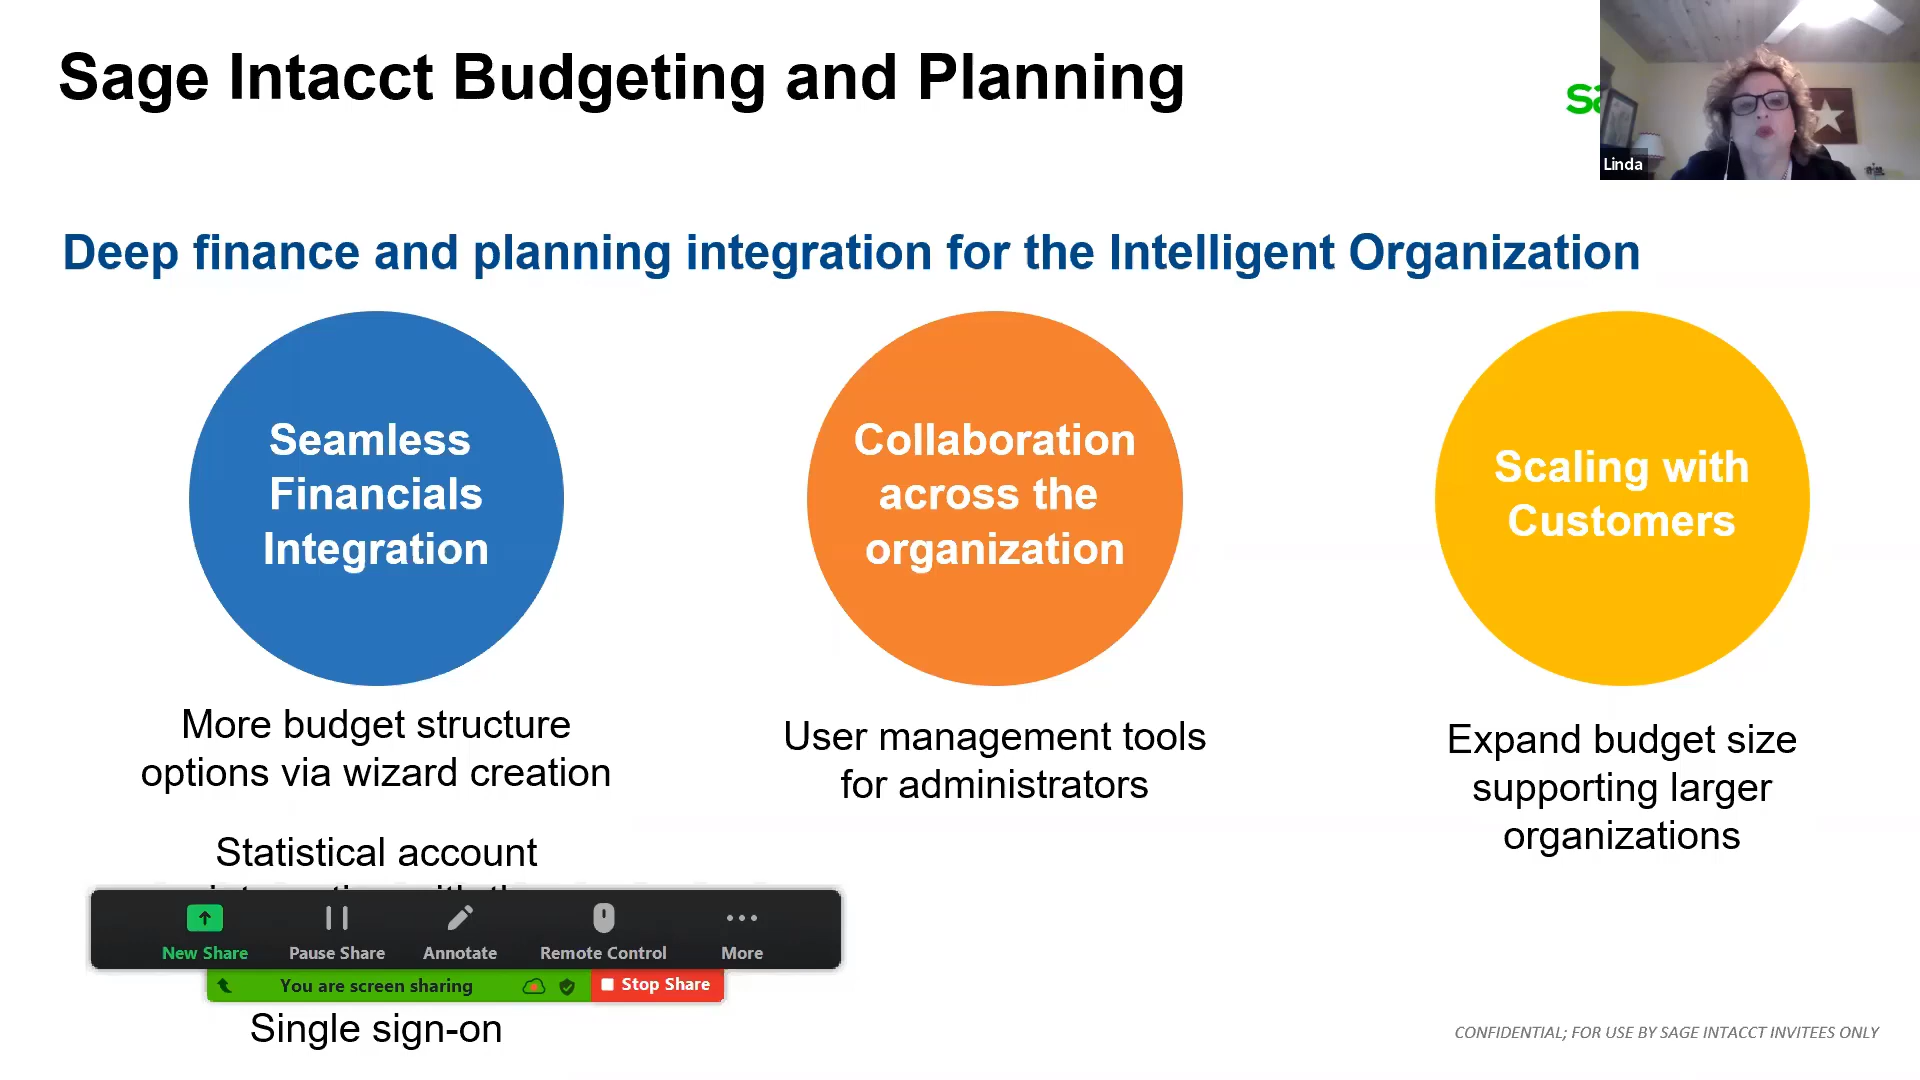 Sage Intacct Budgeting and Planning
Linda
Deep finance and planning integration for the Intelligent Organization
Seamless
Financials
Integration
Collaboration
across the
organization
Scaling with
Customers
More budget structure
options via wizard creation
Statistical account
Single sign-on
User management tools
for administrators
Expand budget size
supporting larger
organizations
New Share
Pause Share
Annotate
Remote Control
More
You are screen sharing
Stop Share
CONFIDENTIAL; FOR USE BY SAGE INTACCT INVITEES ONLY